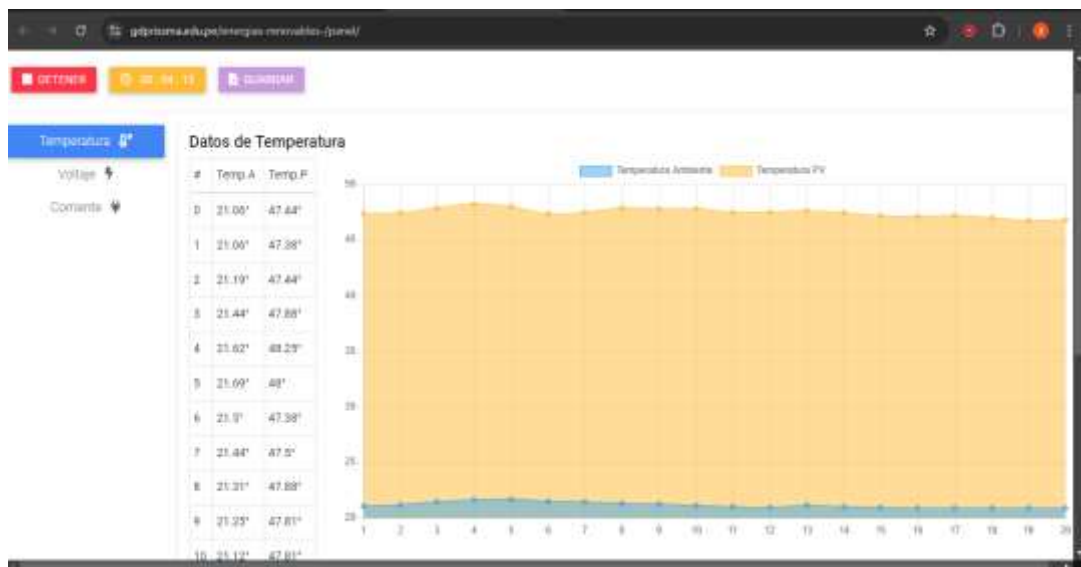 DETENER
GUARDAR
Temperatura
Voltaje
Corriente
Datos de Temperatura
# Temp.A Temp.P
0 21.06° 47.44°
1 21.06° 47.38°
2 21.19° 47.44°
3 21.44° 47.88°
4 21.62° 48.25°
5 21.69° 48°
6 21.5° 47.38°
7 21.44° 47.5°
8 21.31° 47.88°
9 21.25° 47.81°
10 21.12° 47.81°
Temperatura Ambiente Temperatura PV
50
45
40
35
30
25
20
1 2 3 4 5 6 7 8 9 10 11 12 13 14 15 16 17 18 19 20